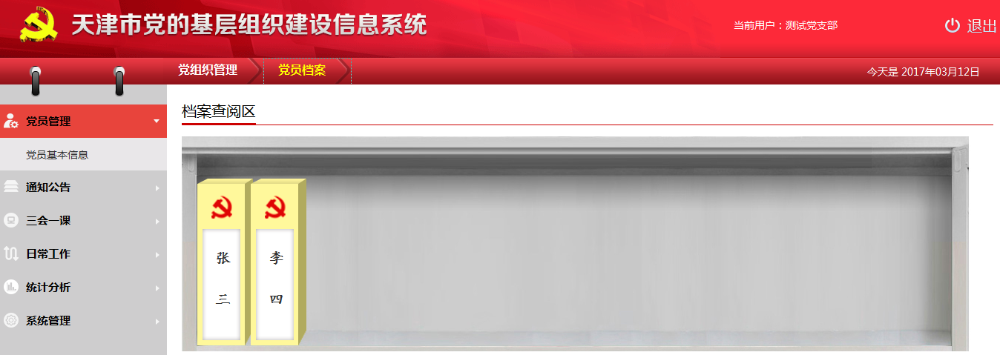 天津市党的基层组织建设信息系统
当前用户：测试党支部
退出
党组织管理
党员档案
今天是 2017年03月12日
党员管理
党员基本信息
通知公告
三会一课
日常工作
统计分析
系统管理
档案查阅区
张三
李四